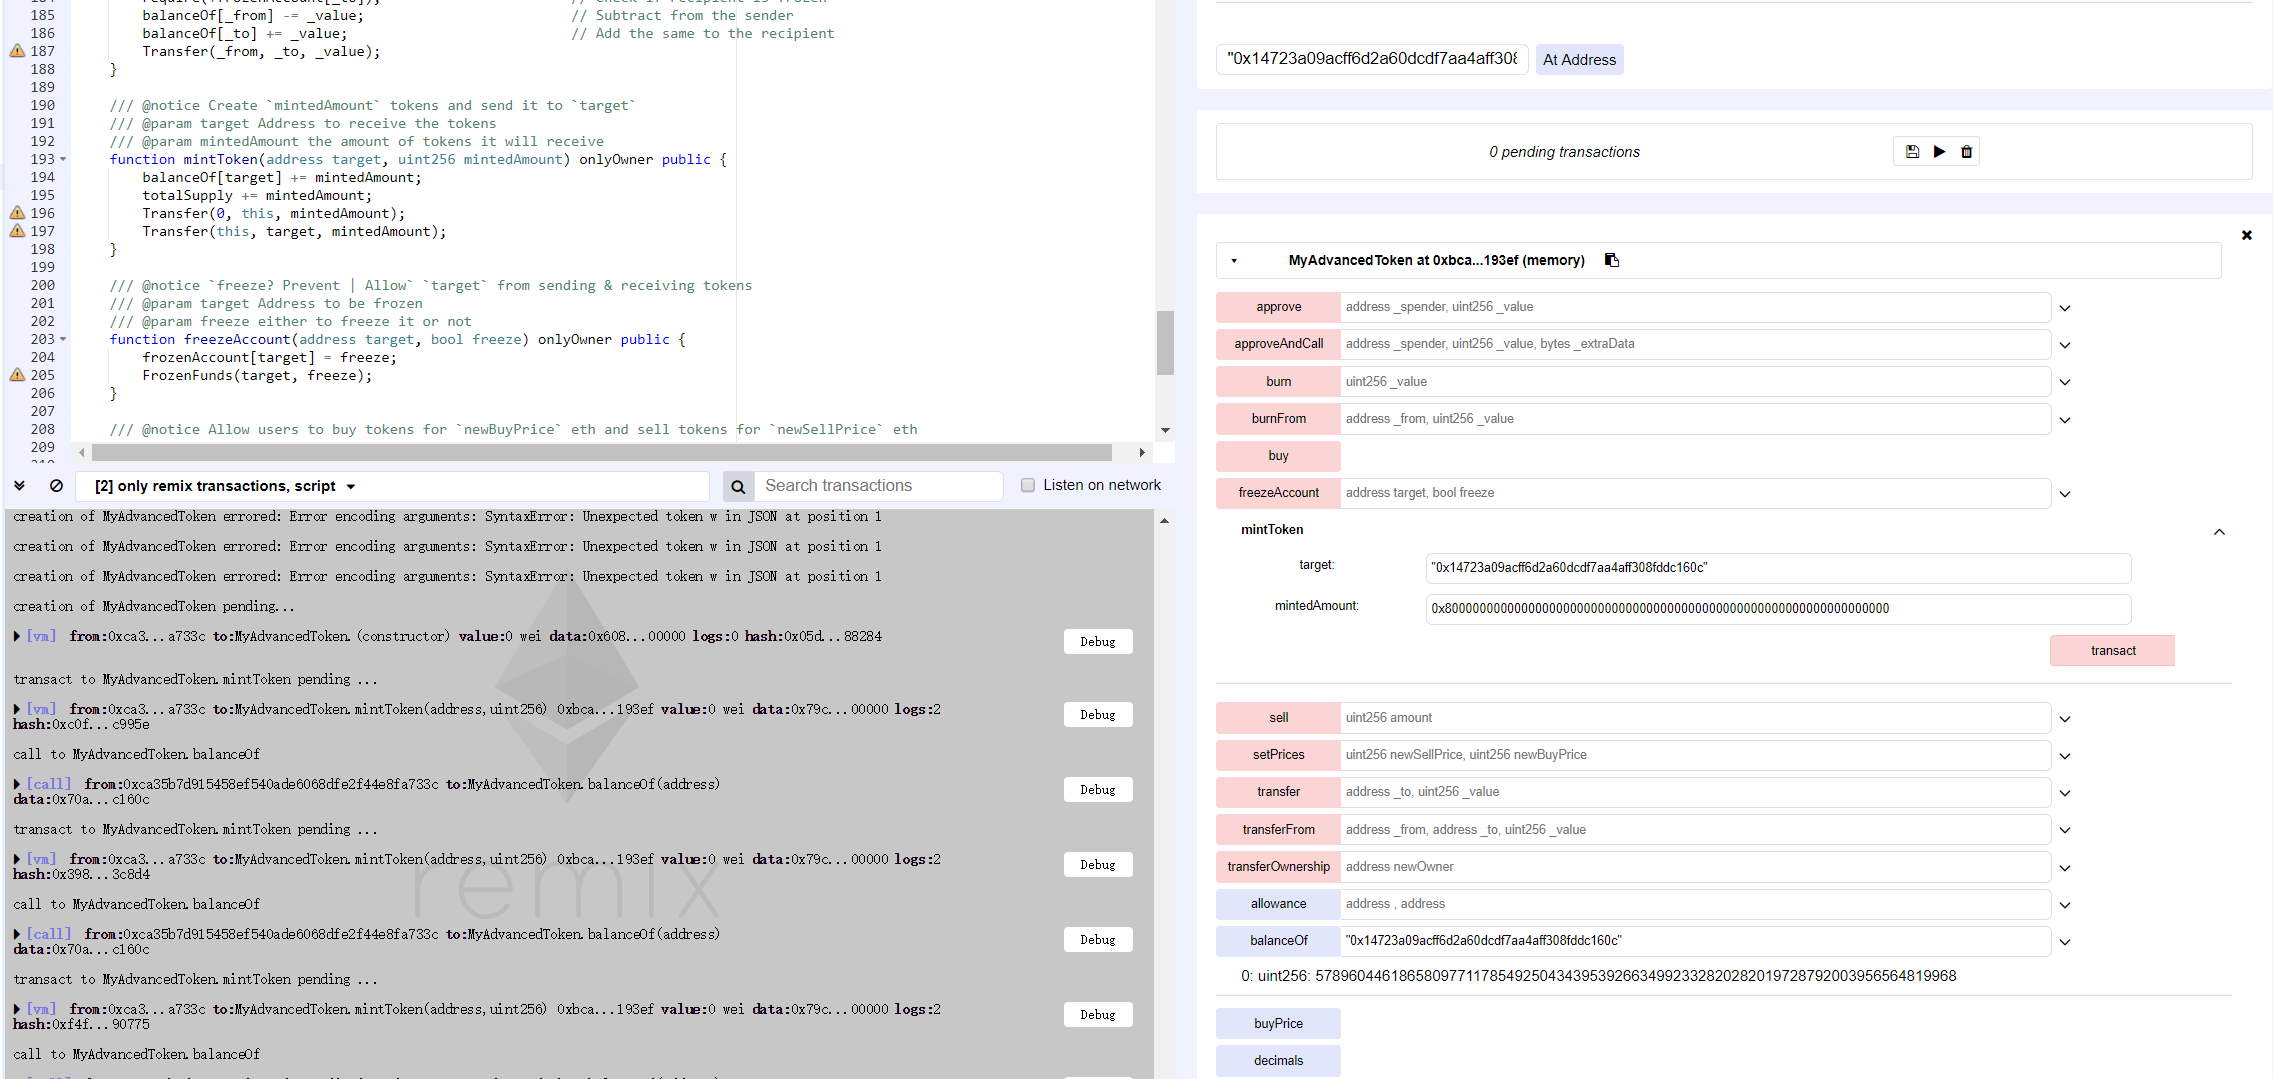 185 balanceOf[_from] -= _value; // Subtract from the sender
186 balanceOf[_to] += _value; // Add the same to the recipient
187 Transfer(_from, _to, _value);
188 }
189
190 /// @notice Create `mintedAmount` tokens and send it to `target`
191 /// @param target Address to receive the tokens
192 /// @param mintedAmount the amount of tokens it will receive
193 function mintToken(address target, uint256 mintedAmount) onlyOwner public {
194 balanceOf[target] += mintedAmount;
195 totalSupply += mintedAmount;
196 Transfer(0, this, mintedAmount);
197 Transfer(this, target, mintedAmount);
198 }
199
200 /// @notice `freeze? Prevent | Allow` `target` from sending & receiving tokens
201 /// @param target Address to be frozen
202 /// @param freeze either to freeze it or not
203 function freezeAccount(address target, bool freeze) onlyOwner public {
204 frozenAccount[target] = freeze;
205 FrozenFunds(target, freeze);
206 }
207
208 /// @notice Allow users to buy tokens for `newBuyPrice` eth and sell tokens for `newSellPrice` eth
209
[2] only remix transactions, script
Search transactions
Listen on network
creation of MyAdvancedToken errored: Error encoding arguments: SyntaxError: Unexpected token w in JSON at position 1
creation of MyAdvancedToken errored: Error encoding arguments: SyntaxError: Unexpected token w in JSON at position 1
creation of MyAdvancedToken errored: Error encoding arguments: SyntaxError: Unexpected token w in JSON at position 1
creation of MyAdvancedToken pending...
[vm] from:0xca3...a733c to:MyAdvancedToken.(constructor) value:0 wei data:0x608...00000 logs:0 hash:0x05d...88284
Debug
transact to MyAdvancedToken.mintToken pending ...
[vm] from:0xca3...a733c to:MyAdvancedToken.mintToken(address,uint256) 0xbca...193ef value:0 wei data:0x79c...00000 logs:2
hash:0xc0f...c995e
Debug
call to MyAdvancedToken.balanceOf
[call] from:0xca35b7d915458ef540ade6068dfe2f44e8fa733c to:MyAdvancedToken.balanceOf(address)
data:0x70a...c160c
Debug
transact to MyAdvancedToken.mintToken pending ...
[vm] from:0xca3...a733c to:MyAdvancedToken.mintToken(address,uint256) 0xbca...193ef value:0 wei data:0x79c...00000 logs:2
hash:0x398...3c8d4
Debug
remix
call to MyAdvancedToken.balanceOf
[call] from:0xca35b7d915458ef540ade6068dfe2f44e8fa733c to:MyAdvancedToken.balanceOf(address)
data:0x70a...c160c
Debug
transact to MyAdvancedToken.mintToken pending ...
[vm] from:0xca3...a733c to:MyAdvancedToken.mintToken(address,uint256) 0xbca...193ef value:0 wei data:0x79c...00000 logs:2
hash:0xf4f...90775
Debug
call to MyAdvancedToken.balanceOf
"0x14723a09acff6d2a60dcdf7aa4aff308
At Address
0 pending transactions
MyAdvancedToken at 0xbca...193ef (memory)
approve address _spender, uint256 _value
approveAndCall address _spender, uint256 _value, bytes _extraData
burn uint256 _value
burnFrom address _from, uint256 _value
buy
freezeAccount address target, bool freeze
mintToken
target: "0x14723a09acff6d2a60dcdf7aa4aff308fddc160c"
mintedAmount: 0x8000000000000000000000000000000000000000000000000000000000000000
transact
sell uint256 amount
setPrices uint256 newSellPrice, uint256 newBuyPrice
transfer address _to, uint256 _value
transferFrom address _from, address _to, uint256 _value
transferOwnership address newOwner
allowance address , address
balanceOf "0x14723a09acff6d2a60dcdf7aa4aff308fddc160c"
0: uint256: 57896044618658097711785492504343953926634992332820282019728792003956564819968
buyPrice
decimals